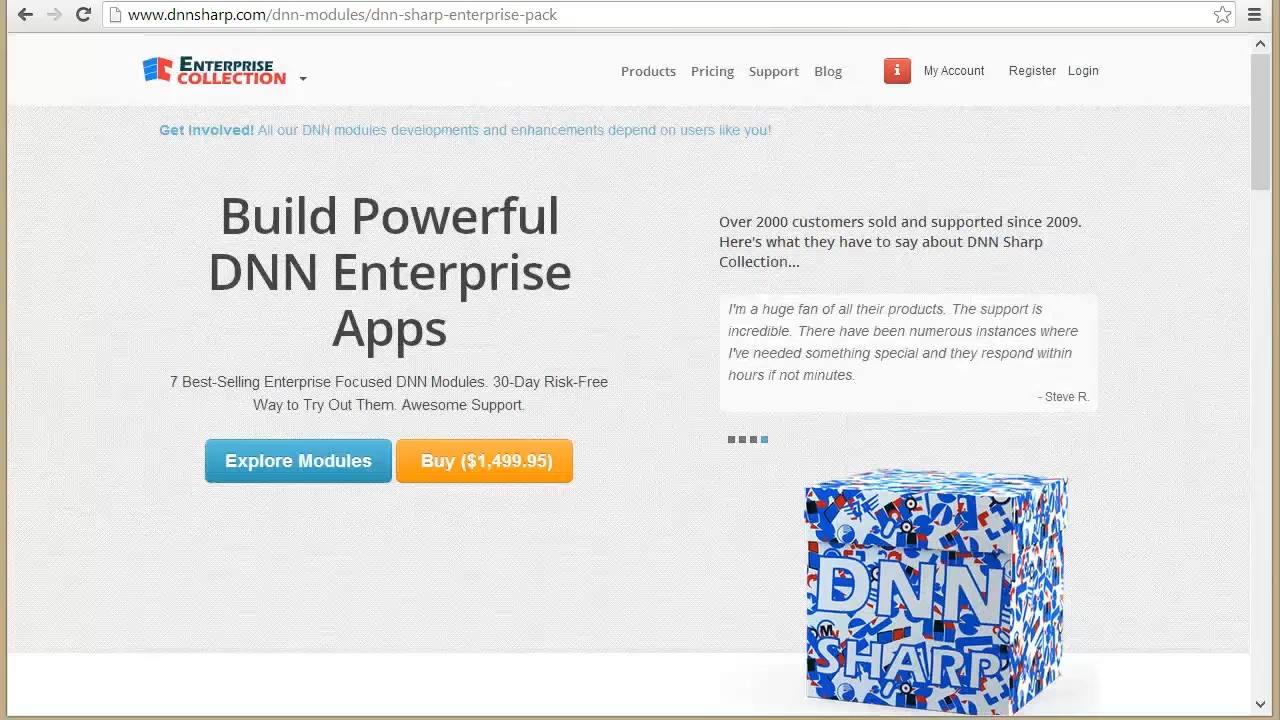 www.dnnsharp.com/dnn-modules/dnn-sharp-enterprise-pack
ENTERPRISE
COLLECTION
Products Pricing Support Blog
i
My Account Register Login
Get Involved! All our DNN modules developments and enhancements depend on users like you!
Build Powerful
DNN Enterprise
Apps
7 Best-Selling Enterprise Focused DNN Modules. 30-Day Risk-Free
Way to Try Out Them. Awesome Support.
Explore Modules
Buy ($1,499.95)
Over 2000 customers sold and supported since 2009.
Here's what they have to say about DNN Sharp
Collection...
I'm a huge fan of all their products. The support is
incredible. There have been numerous instances where
I've needed something special and they respond within
hours if not minutes.
- Steve R.
DNN
SHARP